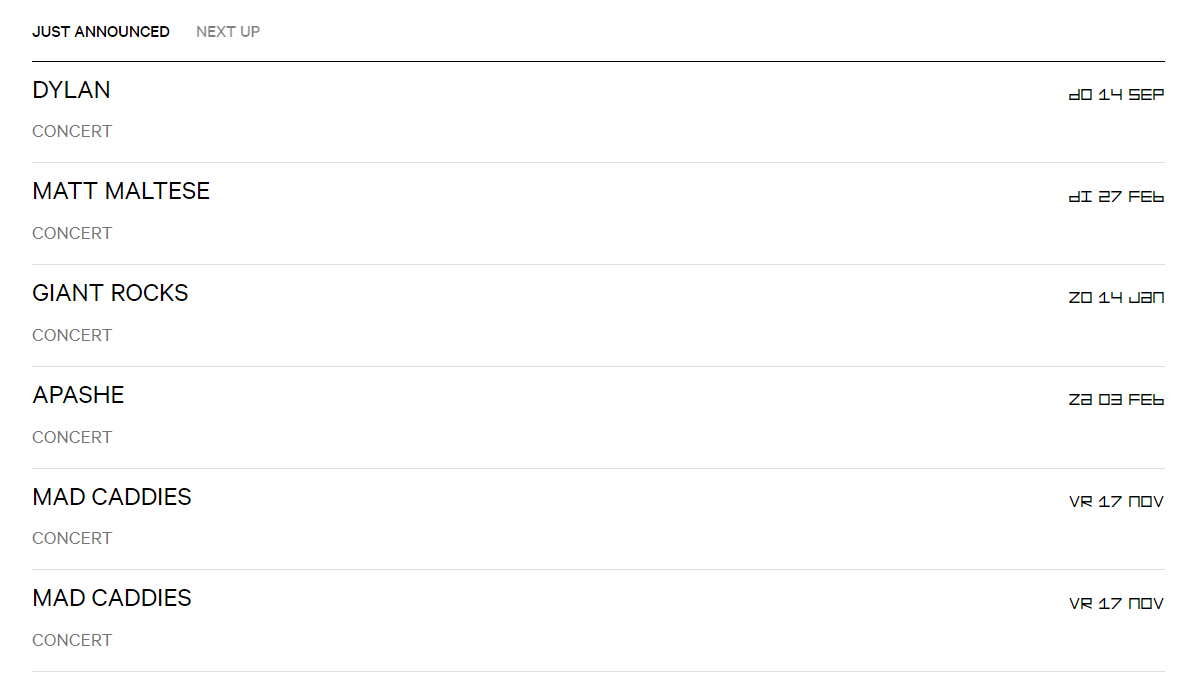 JUST ANNOUNCED NEXT UP
DYLAN
DO 14 SEP
CONCERT
MATT MALTESE
DI 27 FEB
CONCERT
GIANT ROCKS
ZO 14 JAN
CONCERT
APASHE
ZA 03 FEB
CONCERT
MAD CADDIES
VR 17 NOV
CONCERT
MAD CADDIES
VR 17 NOV
CONCERT